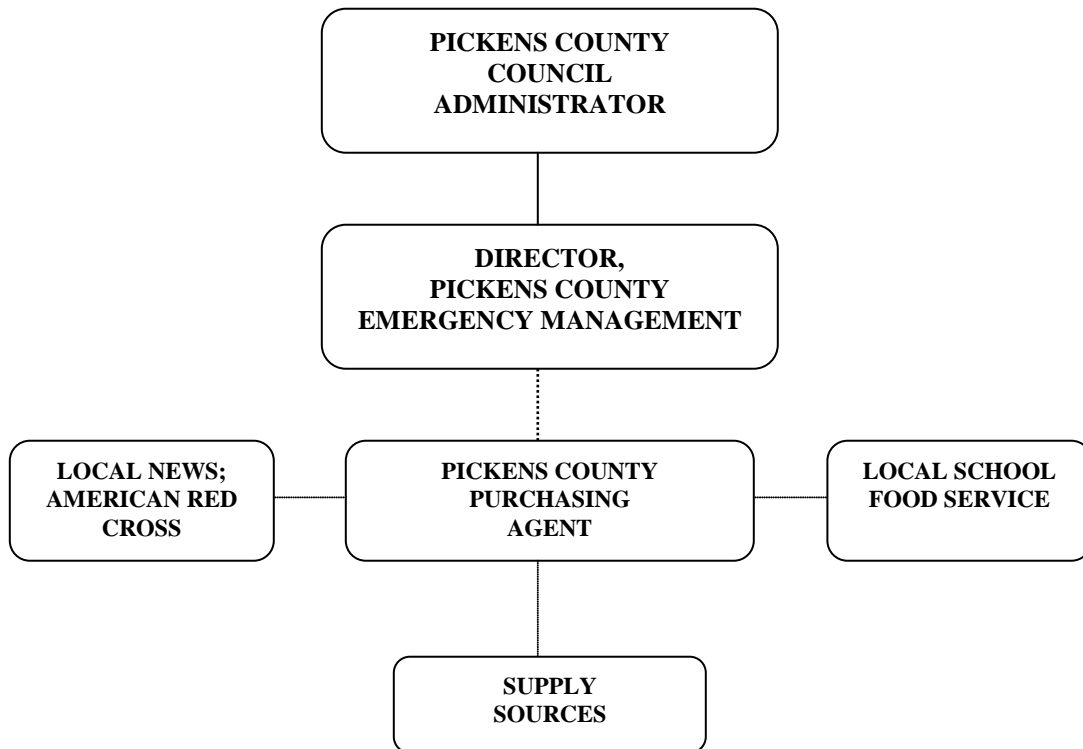 PICKENS COUNTY
COUNCIL
ADMINISTRATOR
DIRECTOR,
PICKENS COUNTY
EMERGENCY MANAGEMENT
LOCAL NEWS;
AMERICAN RED
CROSS
PICKENS COUNTY
PURCHASING
AGENT
LOCAL SCHOOL
FOOD SERVICE
SUPPLY
SOURCES